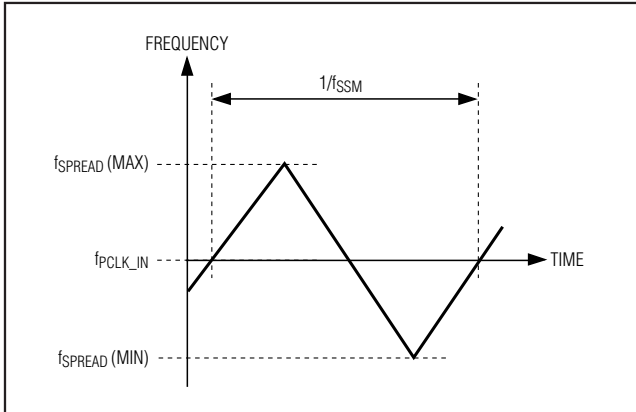 FREQUENCY
1/fSSM
fSPREAD (MAX)
fPCLK_IN
TIME
fSPREAD (MIN)